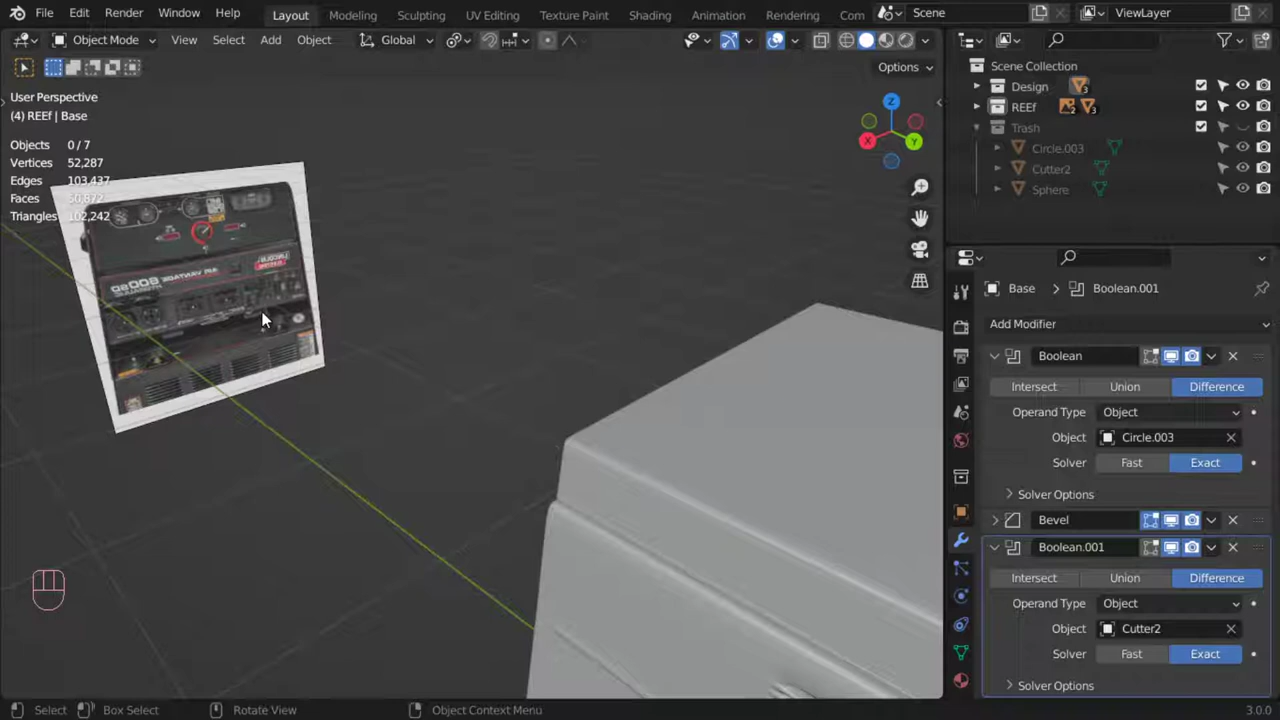 File Edit Render Window Help Layout Modeling Sculpting UV Editing Texture Paint Shading Animation Rendering Com Scene ViewLayer
Object Mode View Select Add Object Global
Options
User Perspective
(4) REEf | Base
Objects 0 / 7
Vertices 52,287
Edges 103,437
Faces 50,872
Triangles 102,242
Z
X
Y
Scene Collection
Design 3
REEf 2 3
Trash
Circle.003
Cutter2
Sphere
Base > Boolean.001
Add Modifier
Boolean
Intersect Union Difference
Operand Type Object
Object Circle.003
Solver Fast Exact
Solver Options
Bevel
Boolean.001
Intersect Union Difference
Operand Type Object
Object Cutter2
Solver Fast Exact
Solver Options
Select Box Select Rotate View Object Context Menu 3.0.0